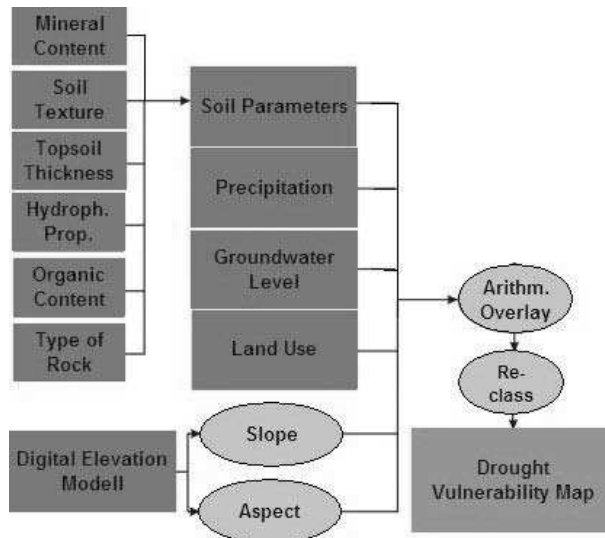 Mineral
Content
Soil
Texture
Topsoil
Thickness
Hydroph.
Prop.
Organic
Content
Type of
Rock
Soil Parameters
Precipitation
Groundwater
Level
Land Use
Digital Elevation
Modell
Slope
Aspect
Arithm.
Overlay
Re-
class
Drought
Vulnerability Map